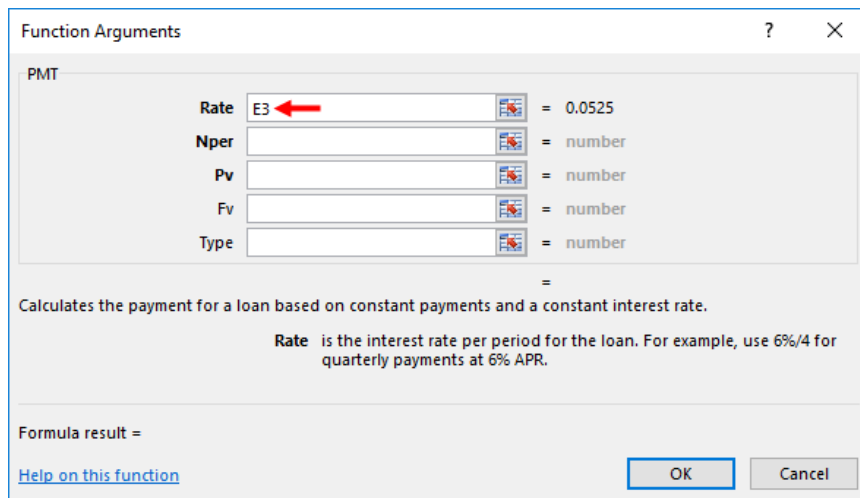 Function Arguments ? X
PMT
Rate E3 = 0.0525
Nper = number
Pv = number
Fv = number
Type = number
=
Calculates the payment for a loan based on constant payments and a constant interest rate.
Rate is the interest rate per period for the loan. For example, use 6%/4 for
quarterly payments at 6% APR.
Formula result =
Help on this function OK Cancel